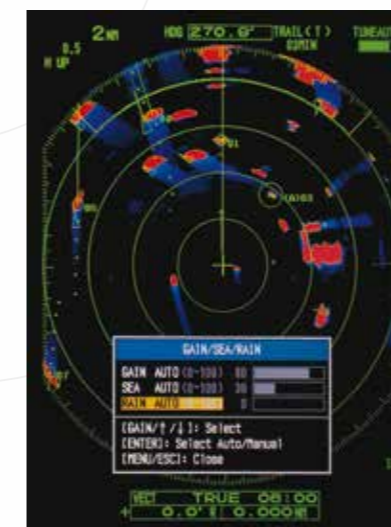 2NM
0.5
H UP
HDG 270.0°
TRAIL(T)
03MIN
TUNEAUT
GAIN/SEA/RAIN
GAIN AUTO (0-100) 80
SEA AUTO (0-100) 30
RAIN AUTO 0
[GAIN/↑/↓]: Select
[ENTER]: Select Auto/Manual
[MENU/ESC]: Close
VECT TRUE 08:00
+ 0.0° R 0.000NM